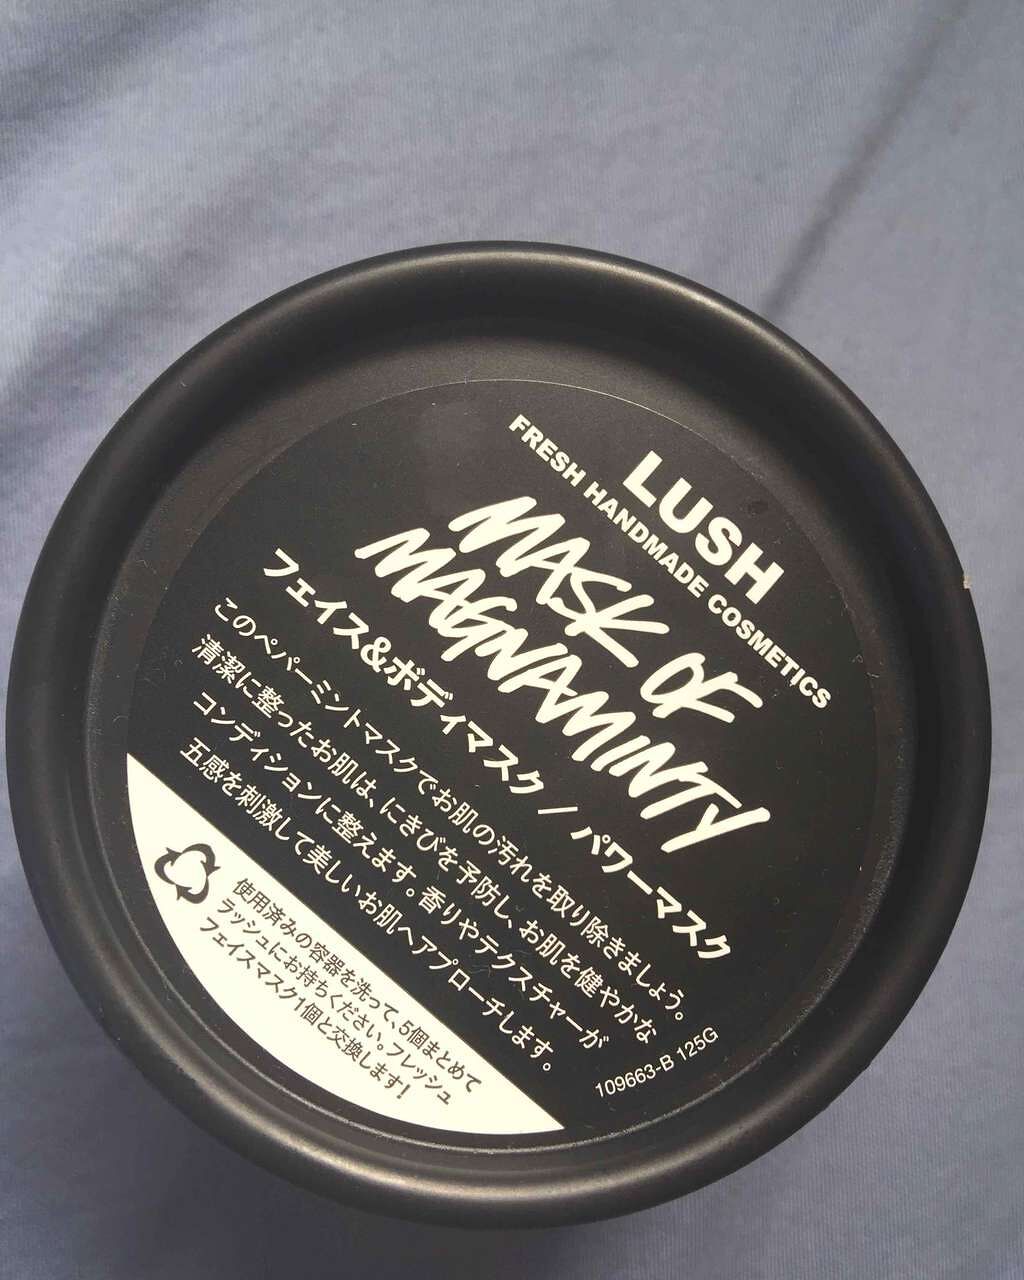 LUSH
FRESH HANDMADE COSMETICS
MASK OF
MAGNAMINTY
フェイス&ボディマスク / パワーマスク
このペパーミントマスクでお肌の汚れを取り除きましょう。
清潔に整ったお肌は、にきびを予防し、お肌を健やかな
コンディションに整えます。香りやテクスチャーが
五感を刺激して美しいお肌へアプローチします。
109663-B 125G
使用済みの容器を洗って、5個まとめて
ラッシュにお持ちください。フレッシュ
フェイスマスク1個と交換します!